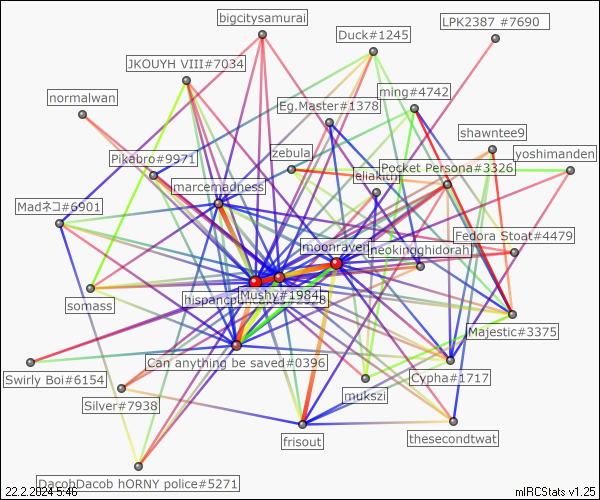 bigcitysamurai
LPK2387 #7690
Duck#1245
JKOUYH VIII#7034
ming#4742
normalwan
Eg.Master#1378
shawntee9
zebula
yoshimanden
Pikabro#9971
Pocket Persona#3326
eliakith
marcemadness
Madネコ#6901
Fedora Stoat#4479
moonraven
neokingghidorah
somass
Mushy#1984
Majestic#3375
Can anything be saved#0396
Swirly Boi#6154
Cypha#1717
mukszi
Silver#7938
frisout
thesecondtwat
DacobDacob hORNY police#5271
22.2.2024 5:46
mIRCStats v1.25